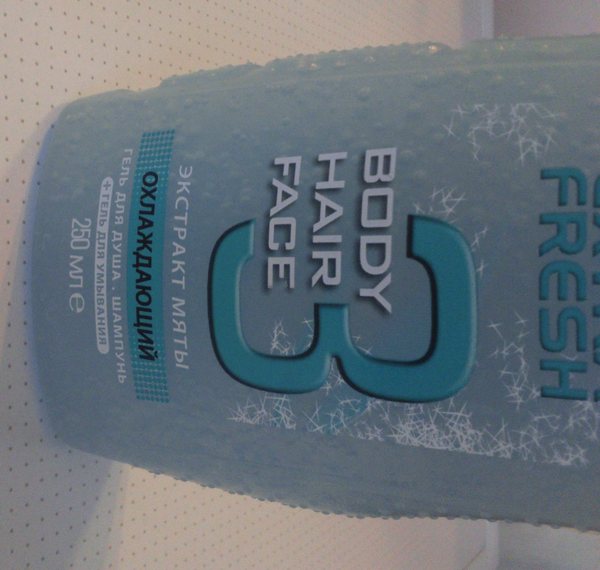 FRESH
3
BODY
HAIR
FACE
ЭКСТРАКТ МЯТЫ
ОХЛАЖДАЮЩИЙ
ГЕЛЬ ДЛЯ ДУША . ШАМПУНЬ
+ ГЕЛЬ ДЛЯ УМЫВАНИЯ
250 МЛ e